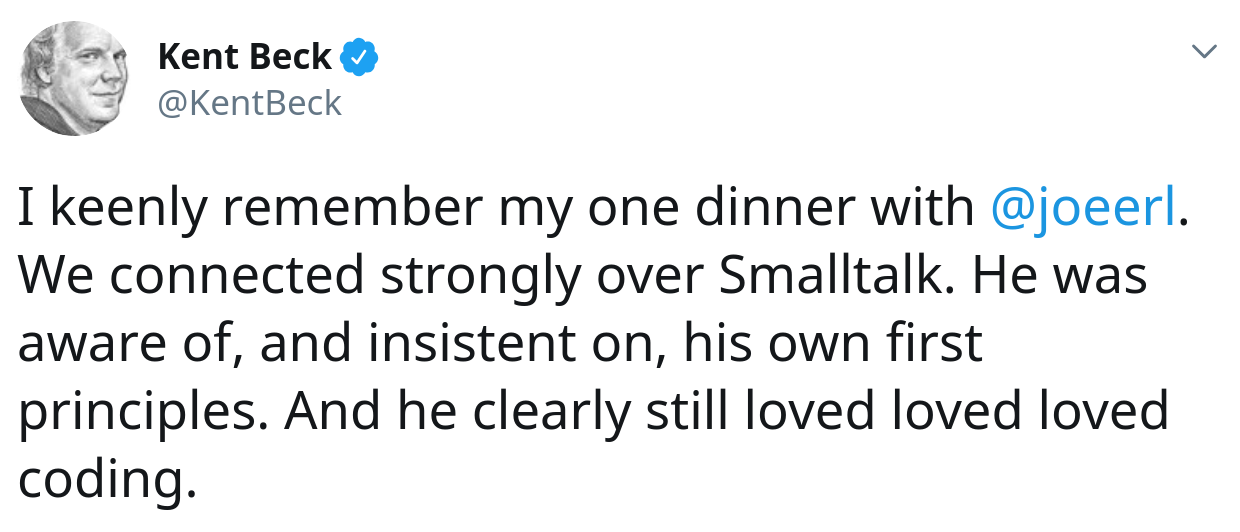 Kent Beck
@KentBeck
I keenly remember my one dinner with @joeerl.
We connected strongly over Smalltalk. He was
aware of, and insistent on, his own first
principles. And he clearly still loved loved loved
coding.